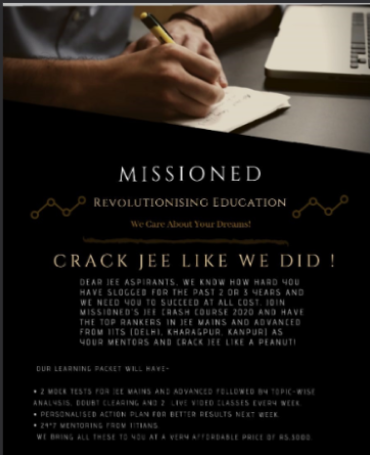 MISSIONED
REVOLUTIONISING EDUCATION
We Care About Your Dreams!
CRACK JEE LIKE WE DID !
DEAR JEE ASPIRANTS, WE KNOW HOW HARD YOU
HAVE SLOGGED FOR THE PAST 2 OR 3 YEARS AND
WE NEED YOU TO SUCCEED AT ALL COST. JOIN
MISSIONED'S JEE CRASH COURSE 2020 AND HAVE
THE TOP RANKERS IN JEE MAINS AND ADVANCED
FROM IITS (DELHI, KHARAGPUR, KANPUR) AS
YOUR MENTORS AND CRACK JEE LIKE A PEANUT!
OUR LEARNING PACKET WILL HAVE-
• 2 MOCK TESTS FOR JEE MAINS AND ADVANCED FOLLOWED BY TOPIC-WISE
ANALYSIS, DOUBT CLEARING AND 2 LIVE VIDEO CLASSES EVERY WEEK.
• PERSONALISED ACTION PLAN FOR BETTER RESULTS NEXT WEEK
• 24*7 MENTORING FROM IITIANS.
WE BRING ALL THESE TO YOU AT A VERY AFFORDABLE PRICE OF RS.3000.